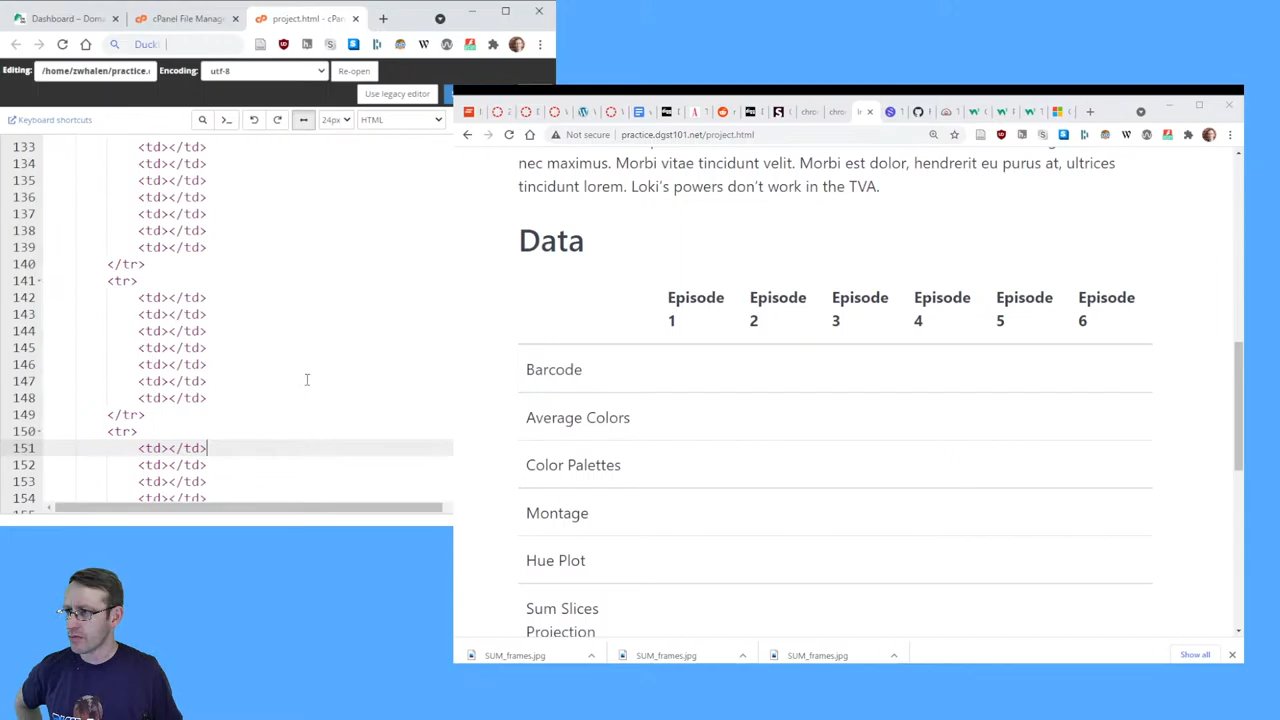 Dashboard – Doma
cPanel File Manag
project.html - cPan
Duck
Editing:
/home/zwhalen/practice.
Encoding:
utf-8
Re-open
Use legacy editor
Keyboard shortcuts
24px
HTML
133 <td></td>
134 <td></td>
135 <td></td>
136 <td></td>
137 <td></td>
138 <td></td>
139 <td></td>
140 </tr>
141 <tr>
142 <td></td>
143 <td></td>
144 <td></td>
145 <td></td>
146 <td></td>
147 <td></td>
148 <td></td>
149 </tr>
150 <tr>
151 <td></td>
152 <td></td>
153 <td></td>
154 <td></td>
chro
chro
Not secure
practice.dgst101.net/project.html
nec maximus. Morbi vitae tincidunt velit. Morbi est dolor, hendrerit eu purus at, ultrices
tincidunt lorem. Loki's powers don't work in the TVA.
Data
Episode 1
Episode 2
Episode 3
Episode 4
Episode 5
Episode 6
Barcode
Average Colors
Color Palettes
Montage
Hue Plot
Sum Slices
Projection
SUM_frames.jpg
SUM_frames.jpg
SUM_frames.jpg
Show all